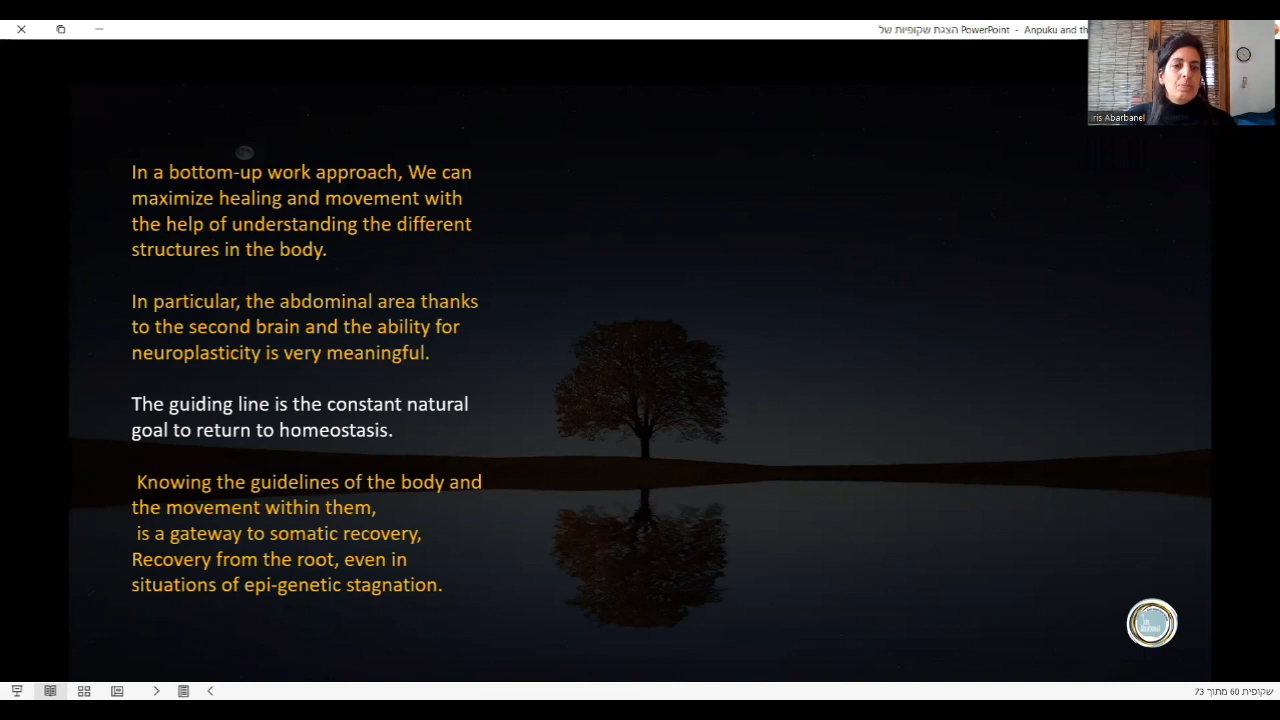 הצגת שקופיות של PowerPoint - Anpuku and th
Iris Abarbanel
In a bottom-up work approach, We can
maximize healing and movement with
the help of understanding the different
structures in the body.
In particular, the abdominal area thanks
to the second brain and the ability for
neuroplasticity is very meaningful.
The guiding line is the constant natural
goal to return to homeostasis.
Knowing the guidelines of the body and
the movement within them,
is a gateway to somatic recovery,
Recovery from the root, even in
situations of epi-genetic stagnation.
Iris
Abarbanel
שקופית 60 מתוך 73